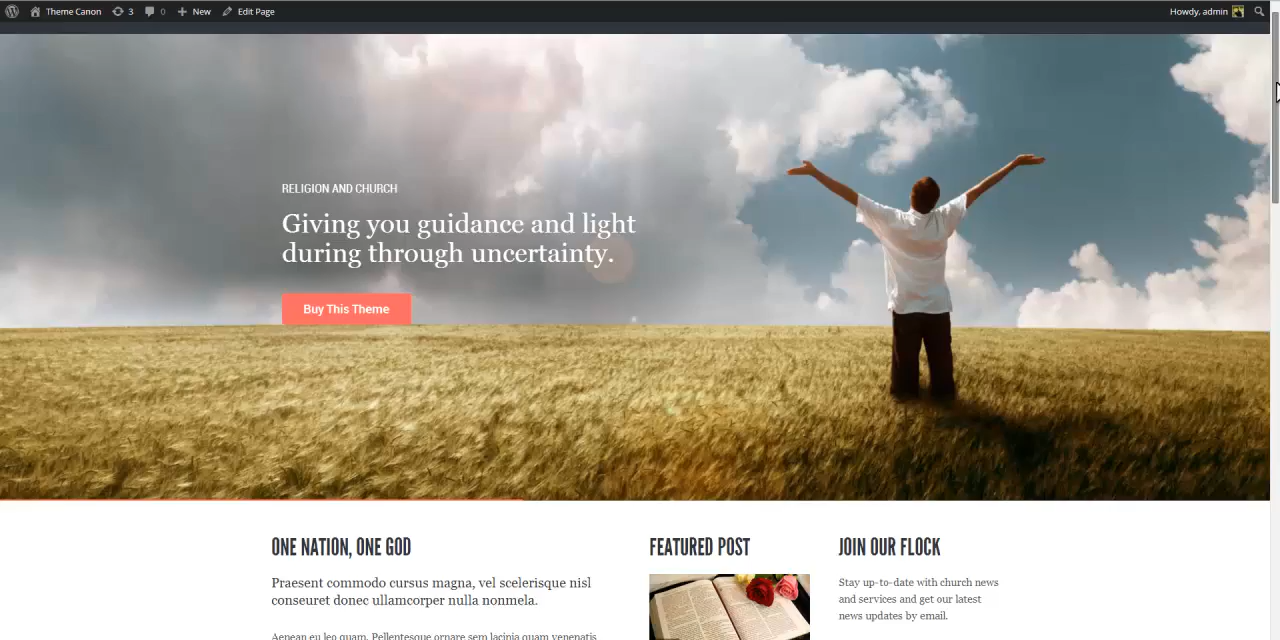 Theme Canon 3 0 New Edit Page Howdy, admin
RELIGION AND CHURCH
Giving you guidance and light
during through uncertainty.
Buy This Theme
ONE NATION, ONE GOD
Praesent commodo cursus magna, vel scelerisque nisl
conseuret donec ullamcorper nulla nonmela.
Aenean eu leo quam. Pellentesque ornare sem lacinia quam venenatis
FEATURED POST
JOIN OUR FLOCK
Stay up-to-date with church news
and services and get our latest
news updates by email.